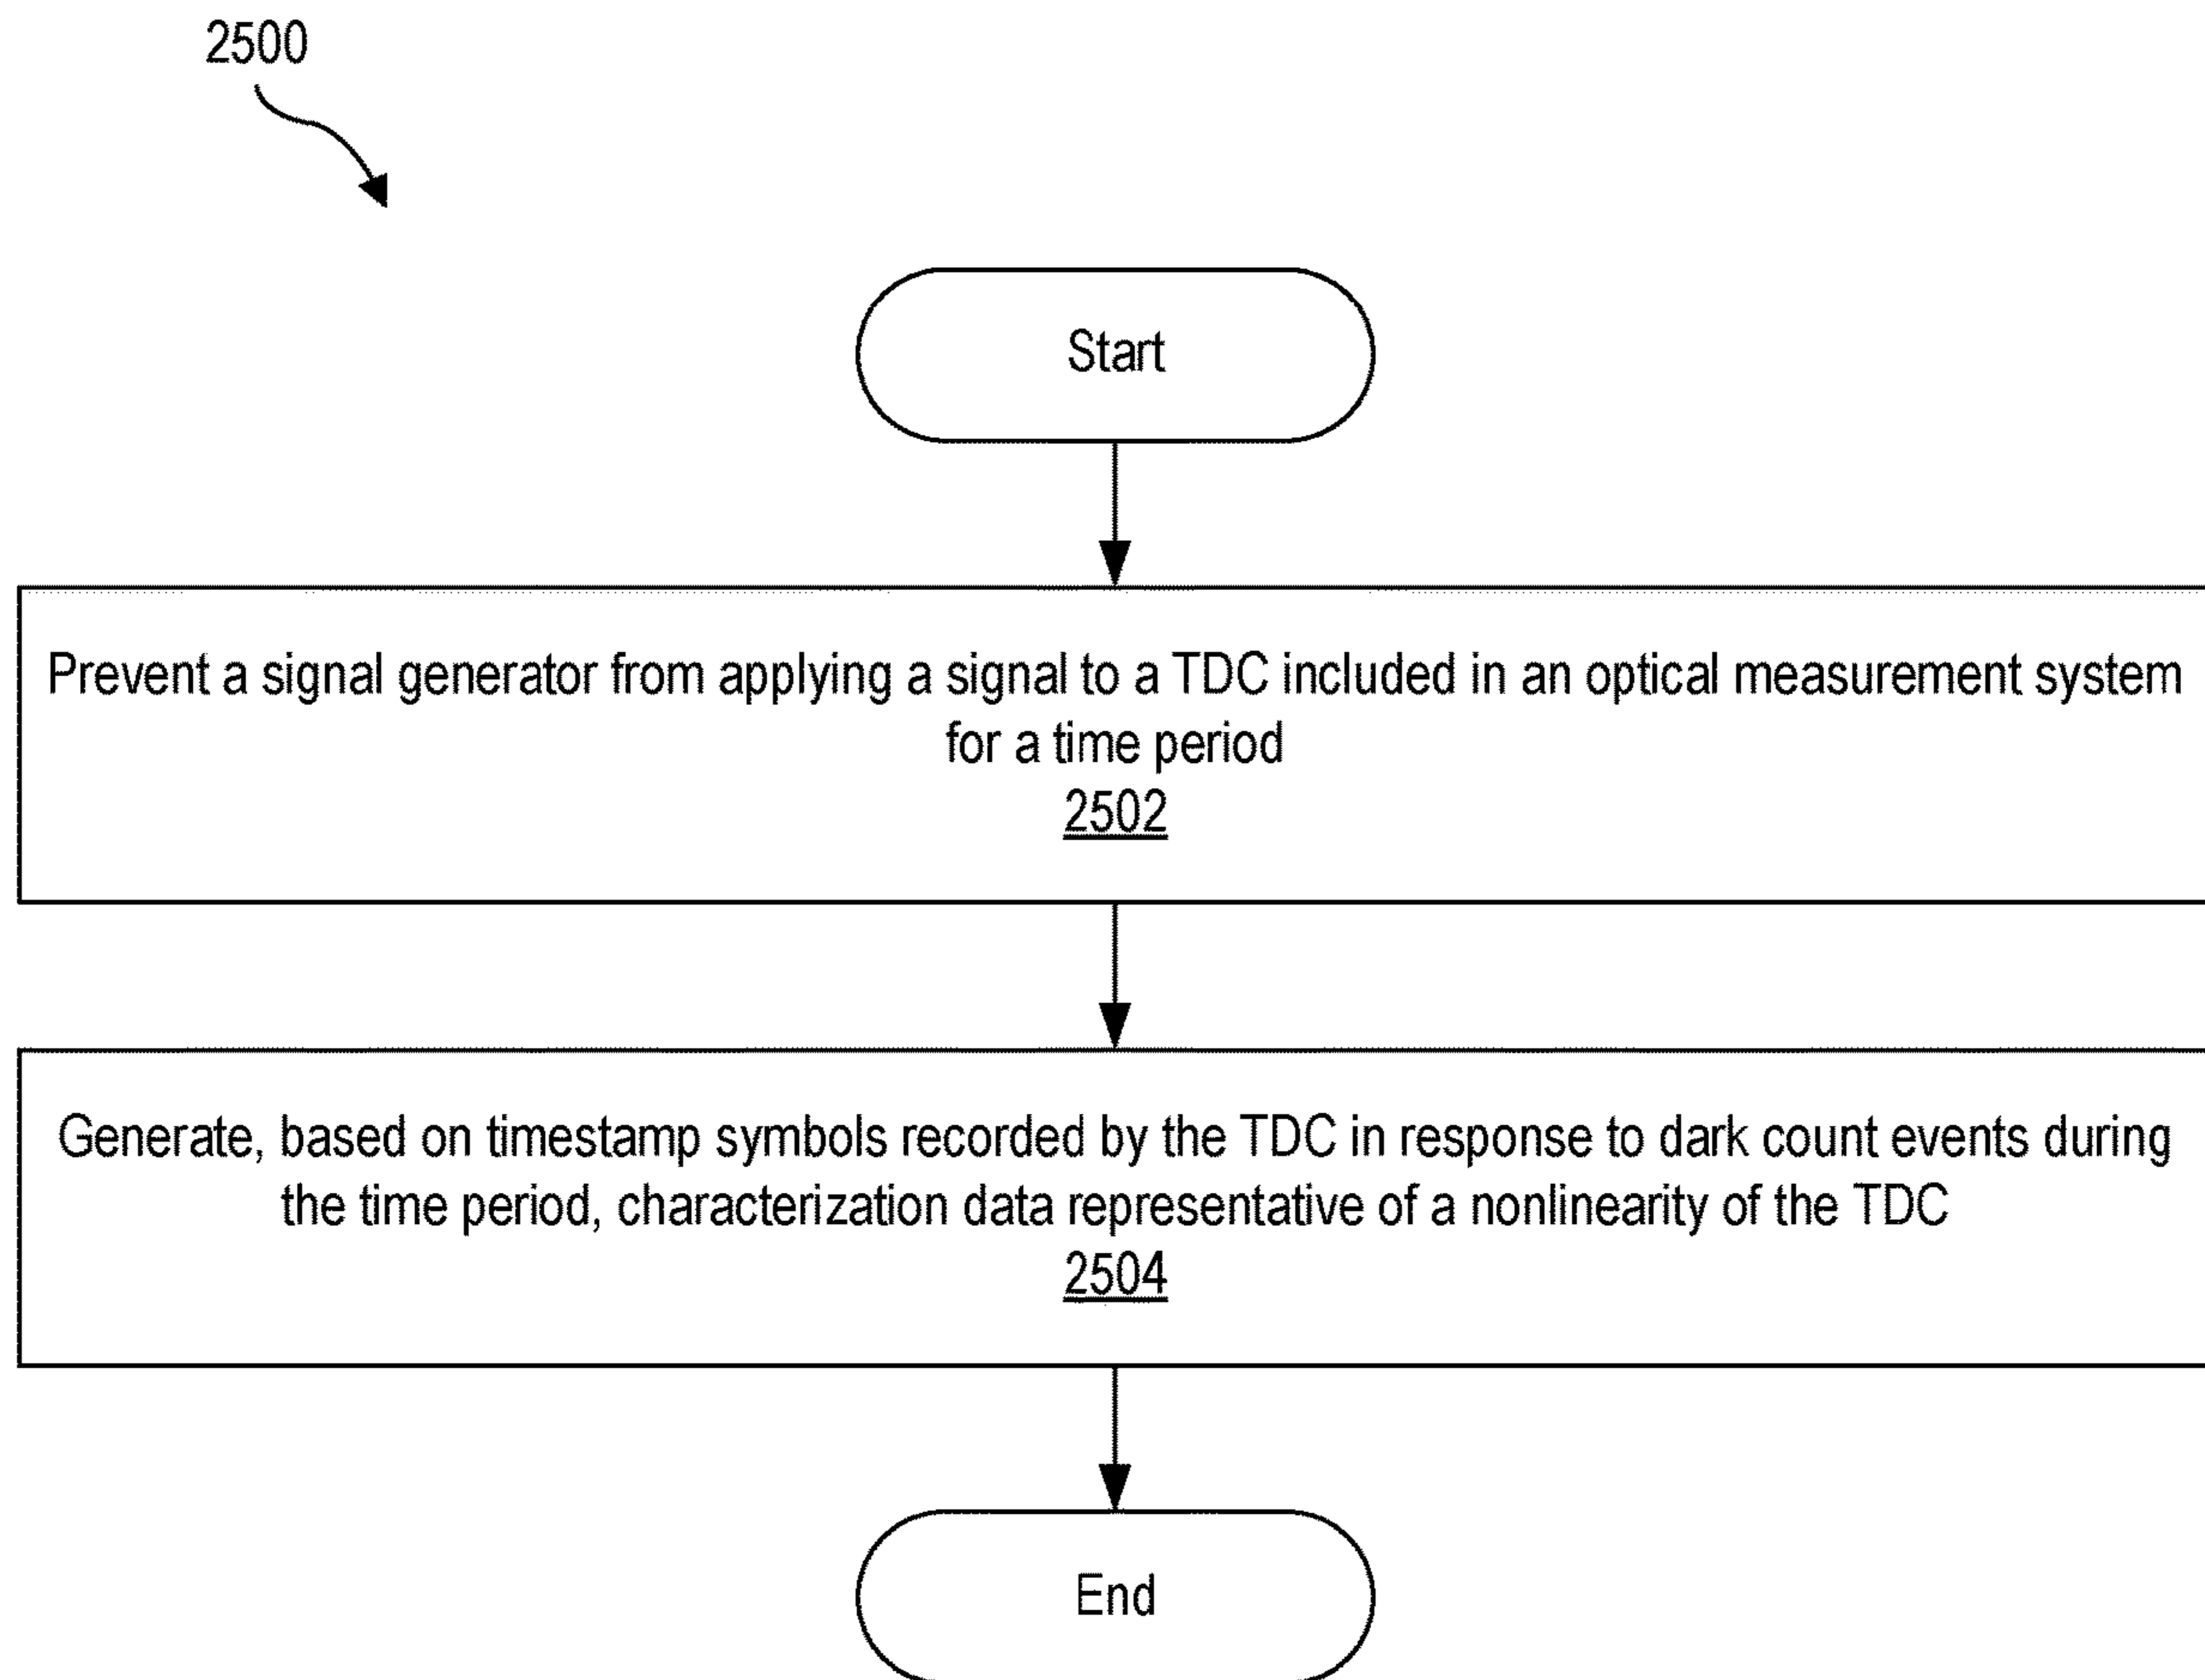 2500
Start
Prevent a signal generator from applying a signal to a TDC included in an optical measurement system
for a time period
2502
Generate, based on timestamp symbols recorded by the TDC in response to dark count events during
the time period, characterization data representative of a nonlinearity of the TDC
2504
End